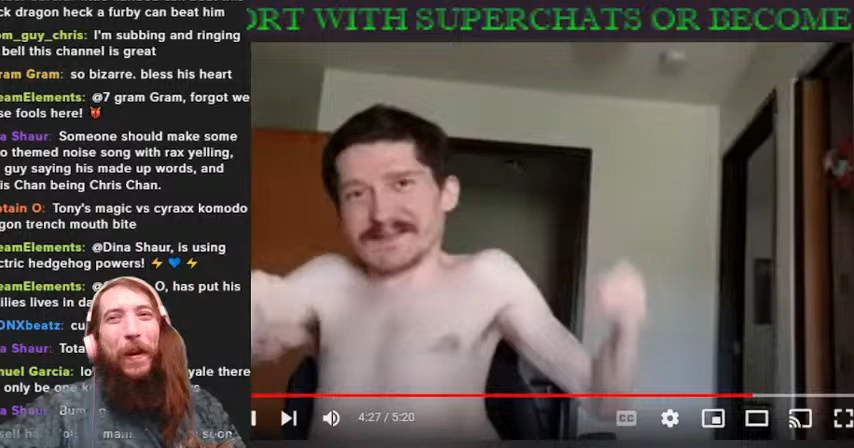 ORT WITH SUPERCHATS OR BECOME
ck dragon heck a furby can beat him
om_guy_chris: I'm subbing and ringing
bell this channel is great
ram Gram: so bizarre. bless his heart
eamElements: @7 gram Gram, forgot we
se fools here!
a Shaur: Someone should make some
o themed noise song with rax yelling,
guy saying his made up words, and
is Chan being Chris Chan.
otain O: Tony's magic vs cyraxx komodo
gon trench mouth bite
eamElements: @Dina Shaur, is using
ctric hedgehog powers!
eamElements: O, has put his
ilies lives in da
ONXbeatz: cu
a Shaur: Tota
nuel Garcia: lo yale there
only be one k
a Shaur: Bum
4:27 / 5:20
CC